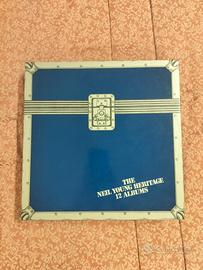 THE
NEIL YOUNG HERITAGE
12 ALBUMS